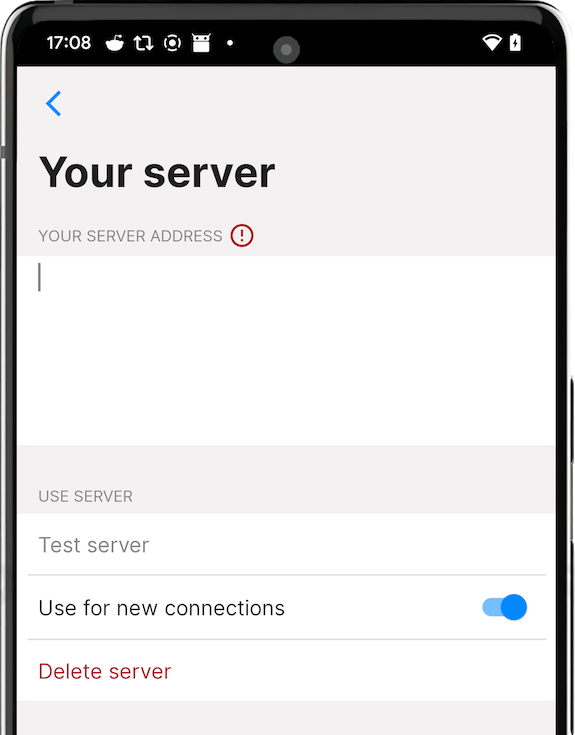 17:08
Your server
YOUR SERVER ADDRESS
USE SERVER
Test server
Use for new connections
Delete server